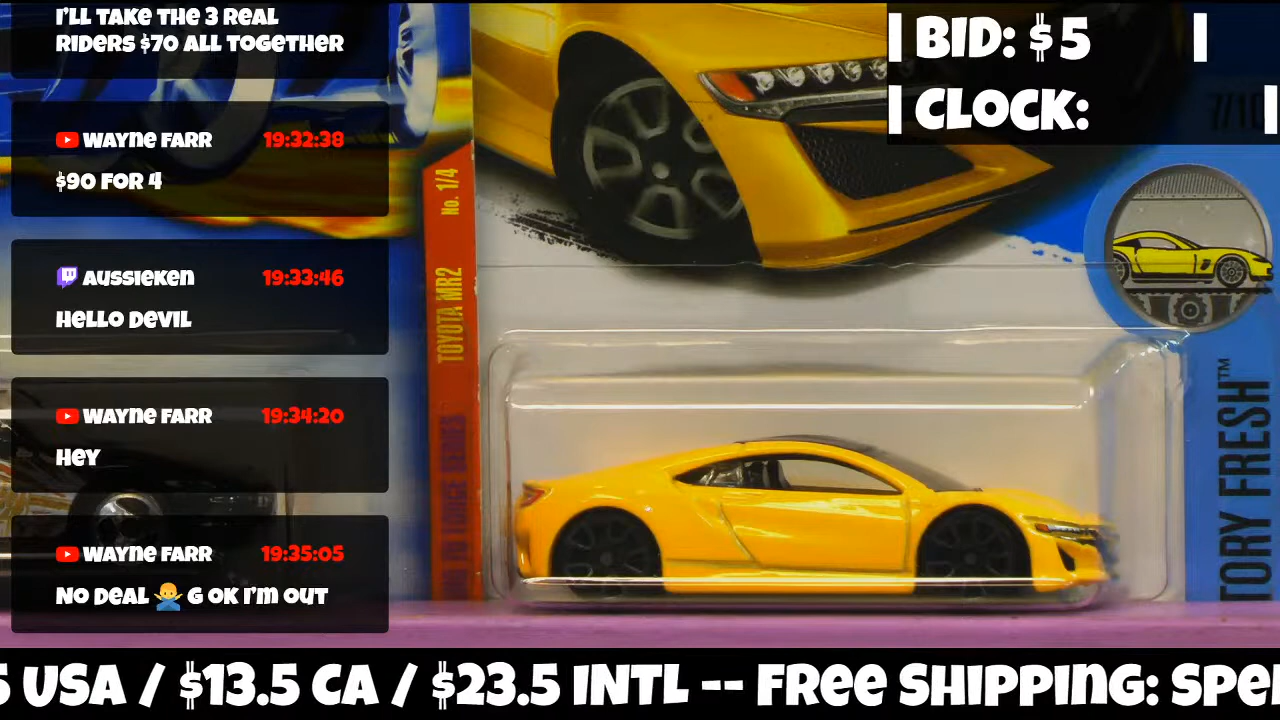 I'LL TAKE THE 3 REAL
RIDERS $70 ALL TOGETHER
WAYNE FARR 19:32:38
$90 FOR 4
AUSSIEKEN 19:33:46
HELLO DEVIL
WAYNE FARR 19:34:20
HEY
WAYNE FARR 19:35:05
NO DEAL 🙅‍♂️ G OK I'M OUT
| BID: $5 |
| CLOCK: |
7/10
No. 1/4
TOYOTA MR2
TORY FRESH™
5 USA / $13.5 CA / $23.5 INTL -- FREE SHIPPING: SPE